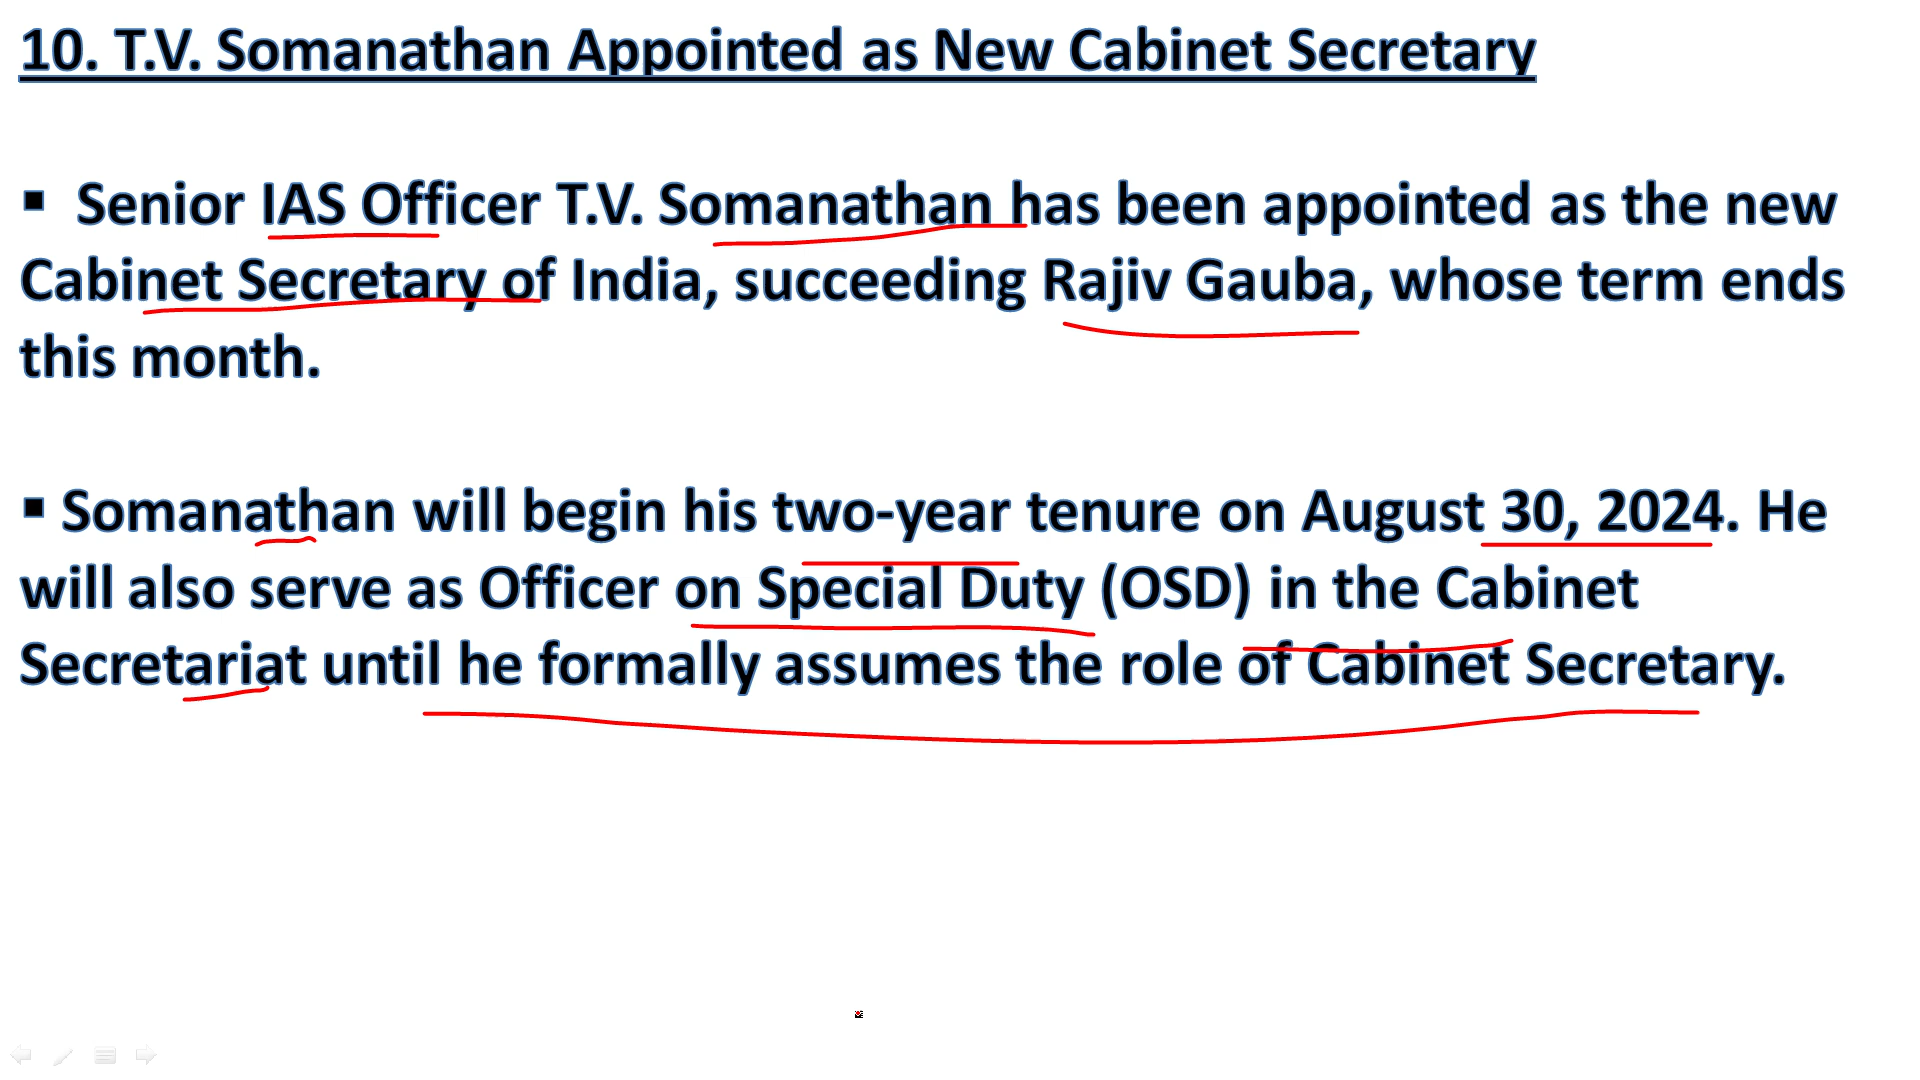 10. T.V. Somanathan Appointed as New Cabinet Secretary
▪ Senior IAS Officer T.V. Somanathan has been appointed as the new
Cabinet Secretary of India, succeeding Rajiv Gauba, whose term ends
this month.
▪ Somanathan will begin his two-year tenure on August 30, 2024. He
will also serve as Officer on Special Duty (OSD) in the Cabinet
Secretariat until he formally assumes the role of Cabinet Secretary.